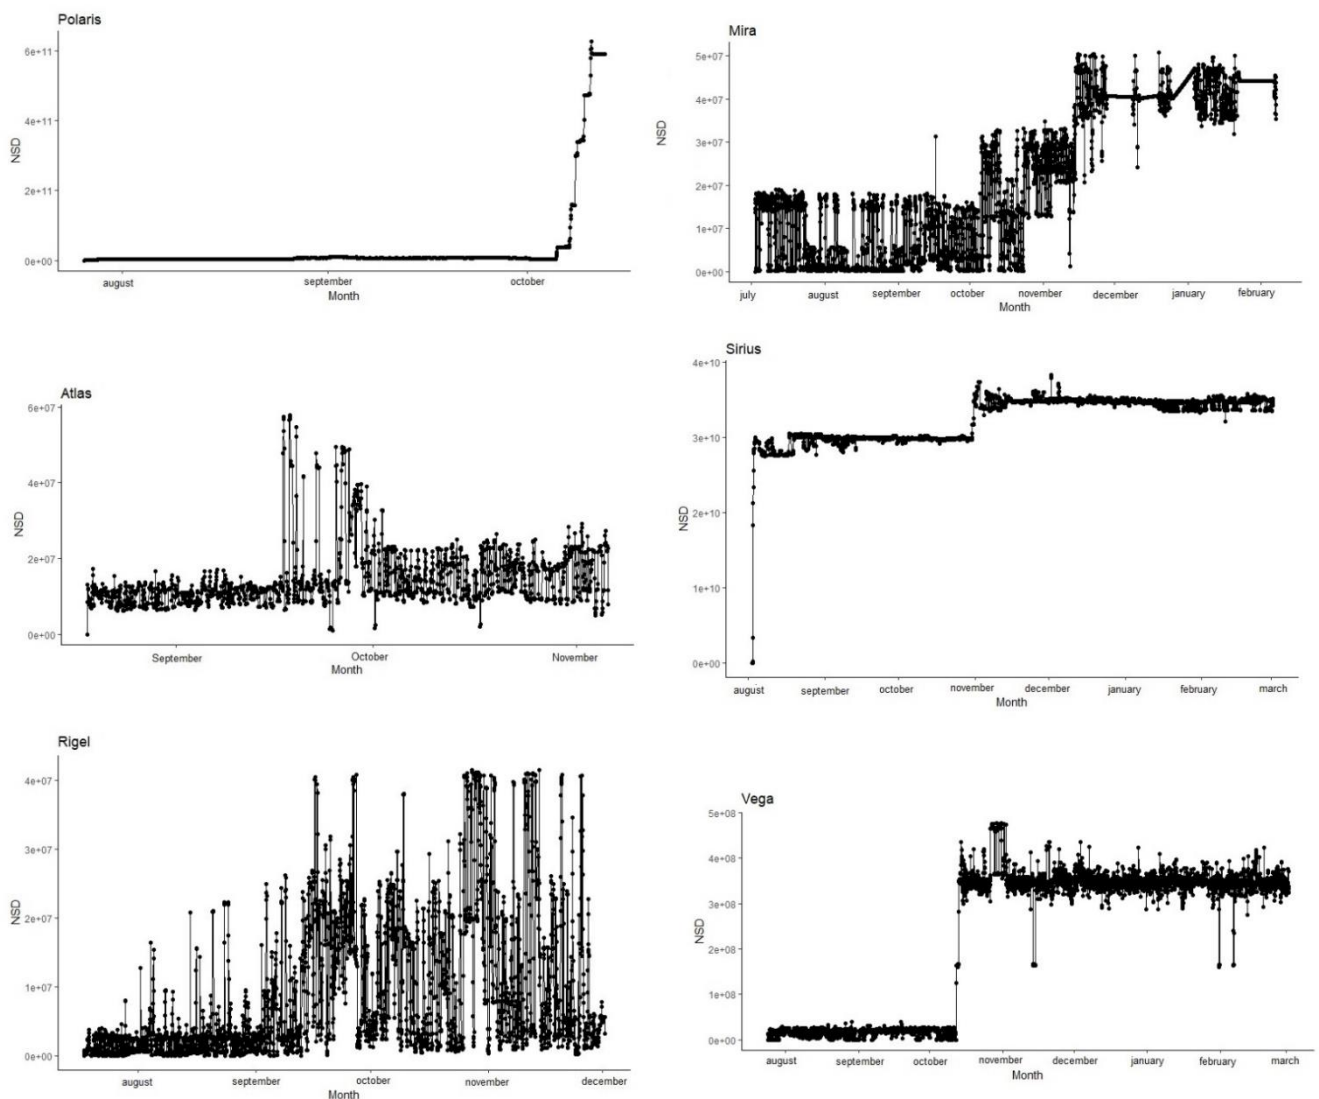 Polaris
6e+11
4e+11
2e+11
0e+00
NSD
august
september
october
Month
Mira
5e+07
4e+07
3e+07
2e+07
1e+07
0e+00
NSD
july
august
september
october
november
december
january
february
Month
Atlas
6e+07
4e+07
2e+07
0e+00
NSD
September
October
November
Month
Sirius
4e+10
3e+10
2e+10
1e+10
0e+00
NSD
august
september
october
november
december
january
february
march
Month
Rigel
4e+07
3e+07
2e+07
1e+07
0e+00
NSD
august
september
october
november
december
Month
Vega
5e+08
4e+08
3e+08
2e+08
1e+08
0e+00
NSD
august
september
october
november
december
january
february
march
Month